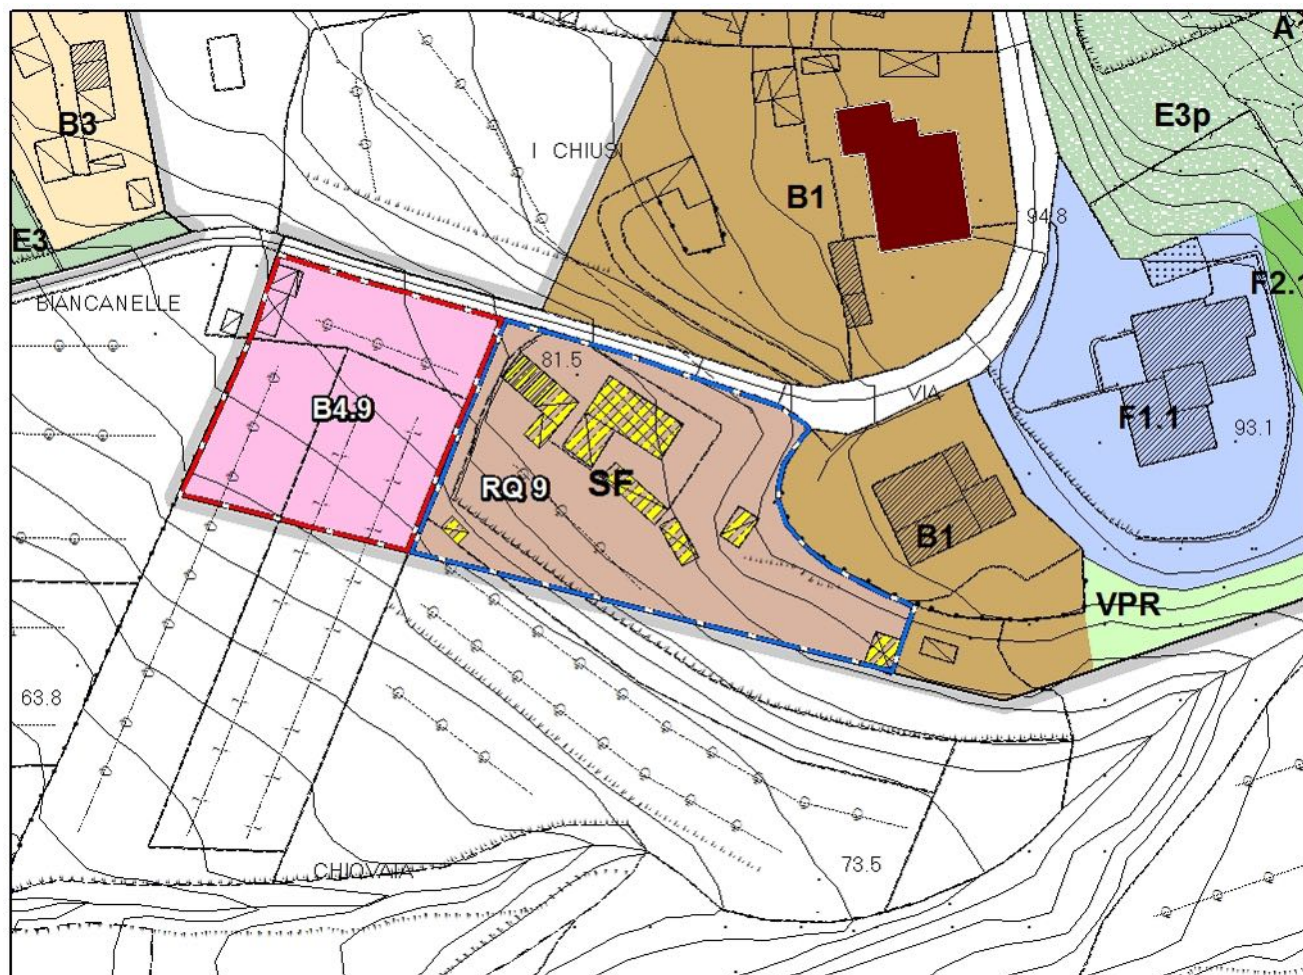 A
B3
E3p
I CHIUSI
B1
94.8
E3
F2.1
BIANCANELLE
81.5
VIA
B4.9
F1.1
93.1
SF
RQ 9
B1
VPR
63.8
73.5
CHIOVAIA